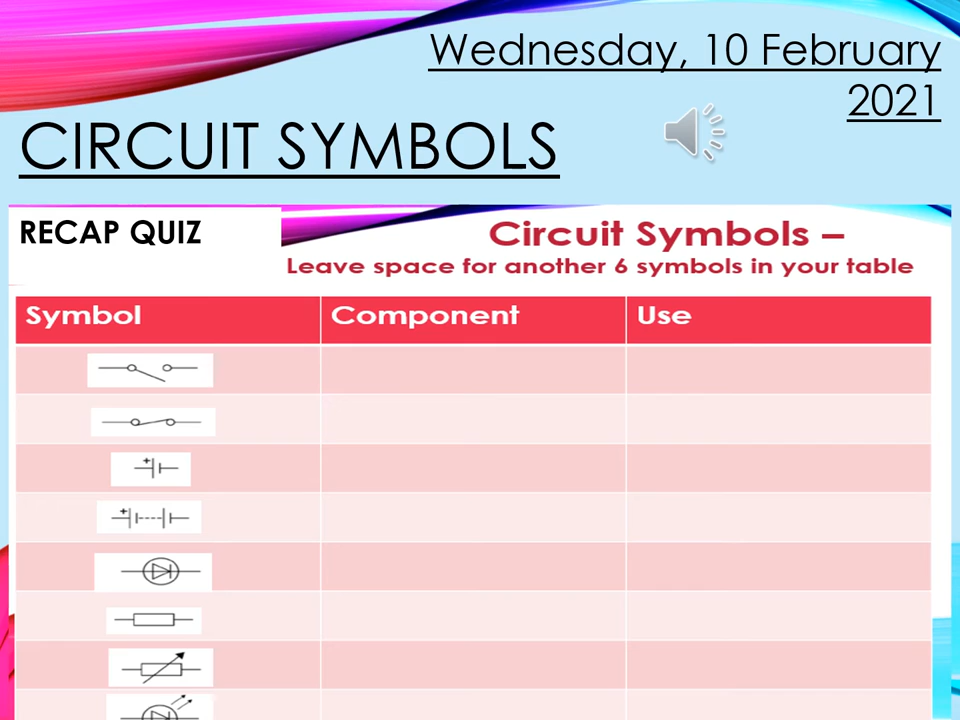 Wednesday, 10 February
2021
CIRCUIT SYMBOLS
RECAP QUIZ
Circuit Symbols –
Leave space for another 6 symbols in your table
Symbol Component Use
+
+